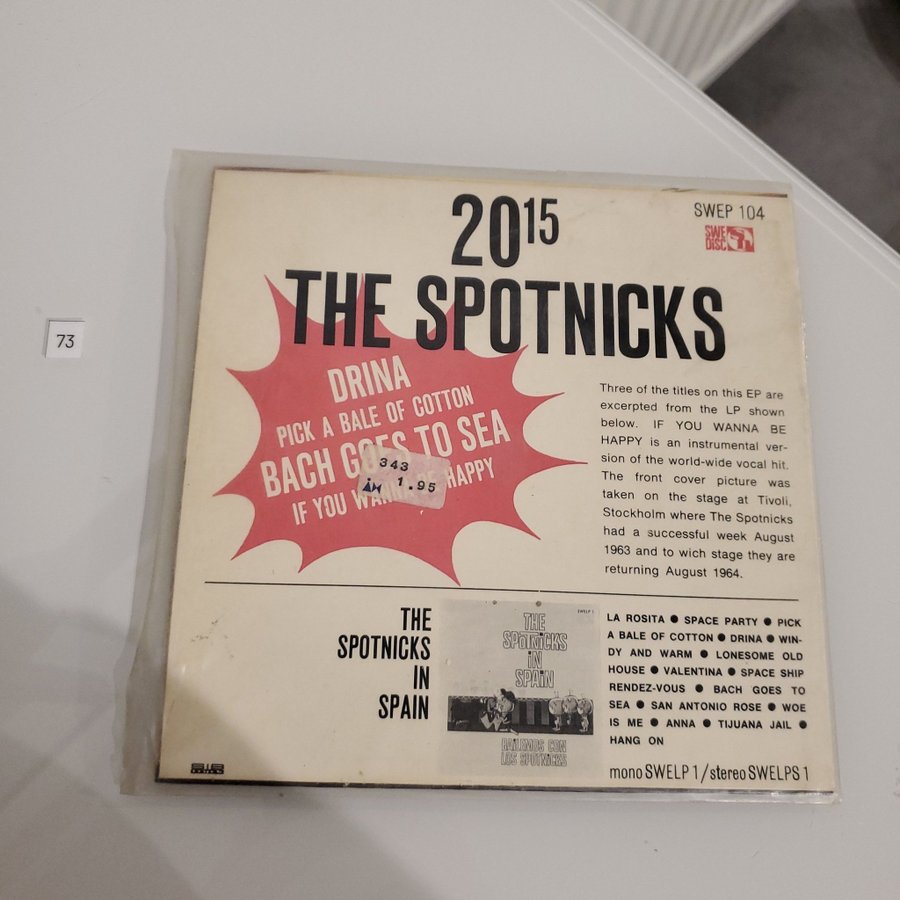 73
2015
SWEP 104
SWE
DISC
THE SPOTNICKS
DRINA
PICK A BALE OF COTTON
BACH GOES TO SEA
IF YOU WANNA BE HAPPY
343
1.95
Three of the titles on this EP are
excerpted from the LP shown
below. IF YOU WANNA BE
HAPPY is an instrumental ver-
sion of the world-wide vocal hit.
The front cover picture was
taken on the stage at Tivoli,
Stockholm where The Spotnicks
had a successful week August
1963 and to wich stage they are
returning August 1964.
THE
SPOTNICKS
IN
SPAIN
SWELP 1
THE
SPOTNICKS
IN
SPAIN
BAILEMOS CON
LOS SPOTNICKS
LA ROSITA ● SPACE PARTY ● PICK
A BALE OF COTTON ● DRINA ● WIN-
DY AND WARM ● LONESOME OLD
HOUSE ● VALENTINA ● SPACE SHIP
RENDEZ-VOUS ● BACH GOES TO
SEA ● SAN ANTONIO ROSE ● WOE
IS ME ● ANNA ● TIJUANA JAIL ●
HANG ON
mono SWELP 1/stereo SWELPS 1